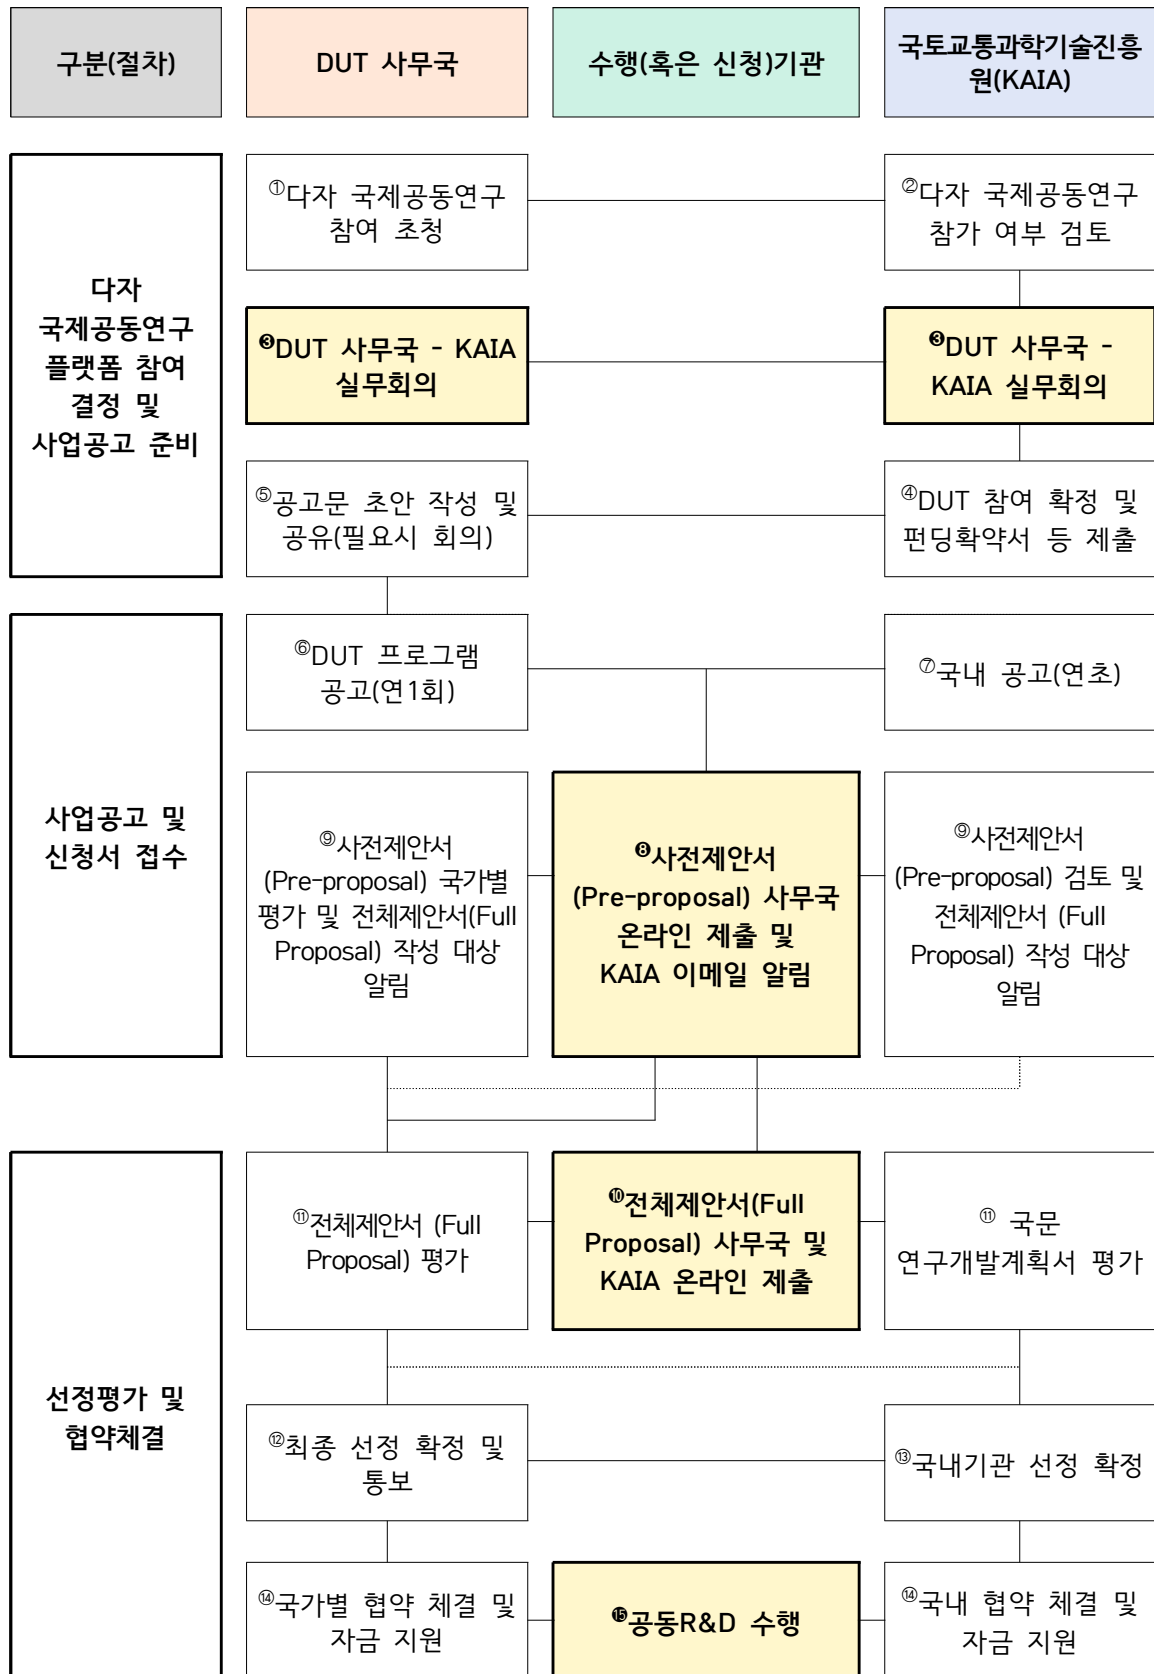 구분(절차)
DUT 사무국
수행(혹은 신청)기관
국토교통과학기술진흥
원(KAIA)
다자
국제공동연구
플랫폼 참여
결정 및
사업공고 준비
①다자 국제공동연구
참여 초청
②다자 국제공동연구
참가 여부 검토
❸DUT 사무국 - KAIA
실무회의
❸DUT 사무국 -
KAIA 실무회의
⑤공고문 초안 작성 및
공유(필요시 회의)
④DUT 참여 확정 및
펀딩확약서 등 제출
사업공고 및
신청서 접수
⑥DUT 프로그램
공고(연1회)
⑦국내 공고(연초)
⑨사전제안서
(Pre-proposal) 국가별
평가 및 전체제안서(Full
Proposal) 작성 대상
알림
❽사전제안서
(Pre-proposal) 사무국
온라인 제출 및
KAIA 이메일 알림
⑨사전제안서
(Pre-proposal) 검토 및
전체제안서 (Full
Proposal) 작성 대상
알림
선정평가 및
협약체결
⑪전체제안서 (Full
Proposal) 평가
❿전체제안서(Full
Proposal) 사무국 및
KAIA 온라인 제출
⑪ 국문
연구개발계획서 평가
⑫최종 선정 확정 및
통보
⑬국내기관 선정 확정
⑭국가별 협약 체결 및
자금 지원
⓯공동R&D 수행
⑭국내 협약 체결 및
자금 지원